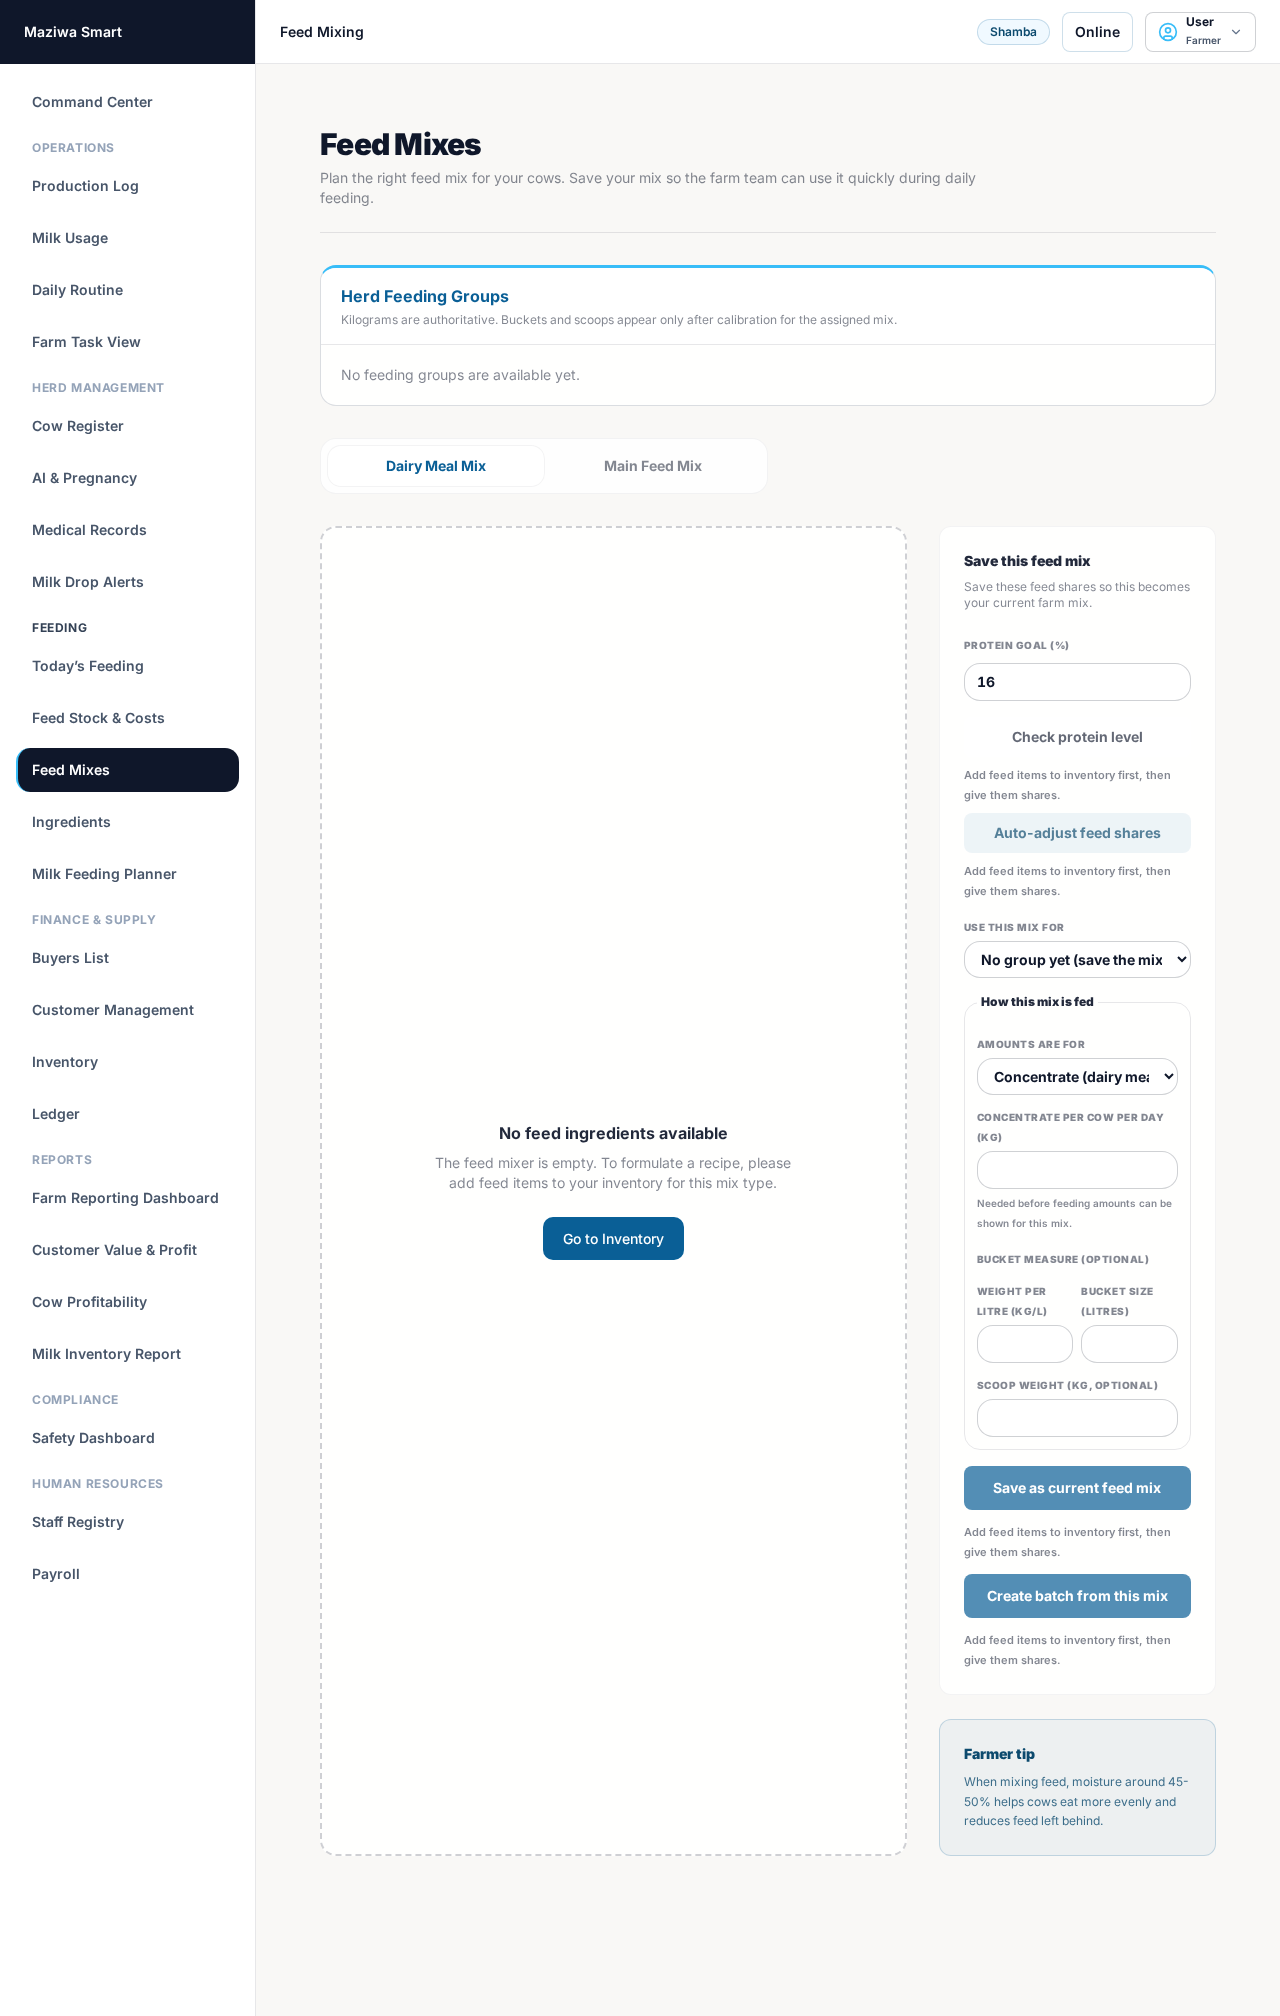 Maziwa Smart
Feed Mixing
Shamba
Online
User
Farmer
Command Center
OPERATIONS
Production Log
Milk Usage
Daily Routine
Farm Task View
HERD MANAGEMENT
Cow Register
AI & Pregnancy
Medical Records
Milk Drop Alerts
FEEDING
Today’s Feeding
Feed Stock & Costs
Feed Mixes
Ingredients
Milk Feeding Planner
FINANCE & SUPPLY
Buyers List
Customer Management
Inventory
Ledger
REPORTS
Farm Reporting Dashboard
Customer Value & Profit
Cow Profitability
Milk Inventory Report
COMPLIANCE
Safety Dashboard
HUMAN RESOURCES
Staff Registry
Payroll
Feed Mixes
Plan the right feed mix for your cows. Save your mix so the farm team can use it quickly during daily
feeding.
Herd Feeding Groups
Kilograms are authoritative. Buckets and scoops appear only after calibration for the assigned mix.
No feeding groups are available yet.
Dairy Meal Mix
Main Feed Mix
No feed ingredients available
The feed mixer is empty. To formulate a recipe, please
add feed items to your inventory for this mix type.
Go to Inventory
Save this feed mix
Save these feed shares so this becomes
your current farm mix.
PROTEIN GOAL (%)
16
Check protein level
Add feed items to inventory first, then
give them shares.
Auto-adjust feed shares
Add feed items to inventory first, then
give them shares.
USE THIS MIX FOR
No group yet (save the mix
How this mix is fed
AMOUNTS ARE FOR
Concentrate (dairy mea
CONCENTRATE PER COW PER DAY
(KG)
Needed before feeding amounts can be
shown for this mix.
BUCKET MEASURE (OPTIONAL)
WEIGHT PER
LITRE (KG/L)
BUCKET SIZE
(LITRES)
SCOOP WEIGHT (KG, OPTIONAL)
Save as current feed mix
Add feed items to inventory first, then
give them shares.
Create batch from this mix
Add feed items to inventory first, then
give them shares.
Farmer tip
When mixing feed, moisture around 45-
50% helps cows eat more evenly and
reduces feed left behind.